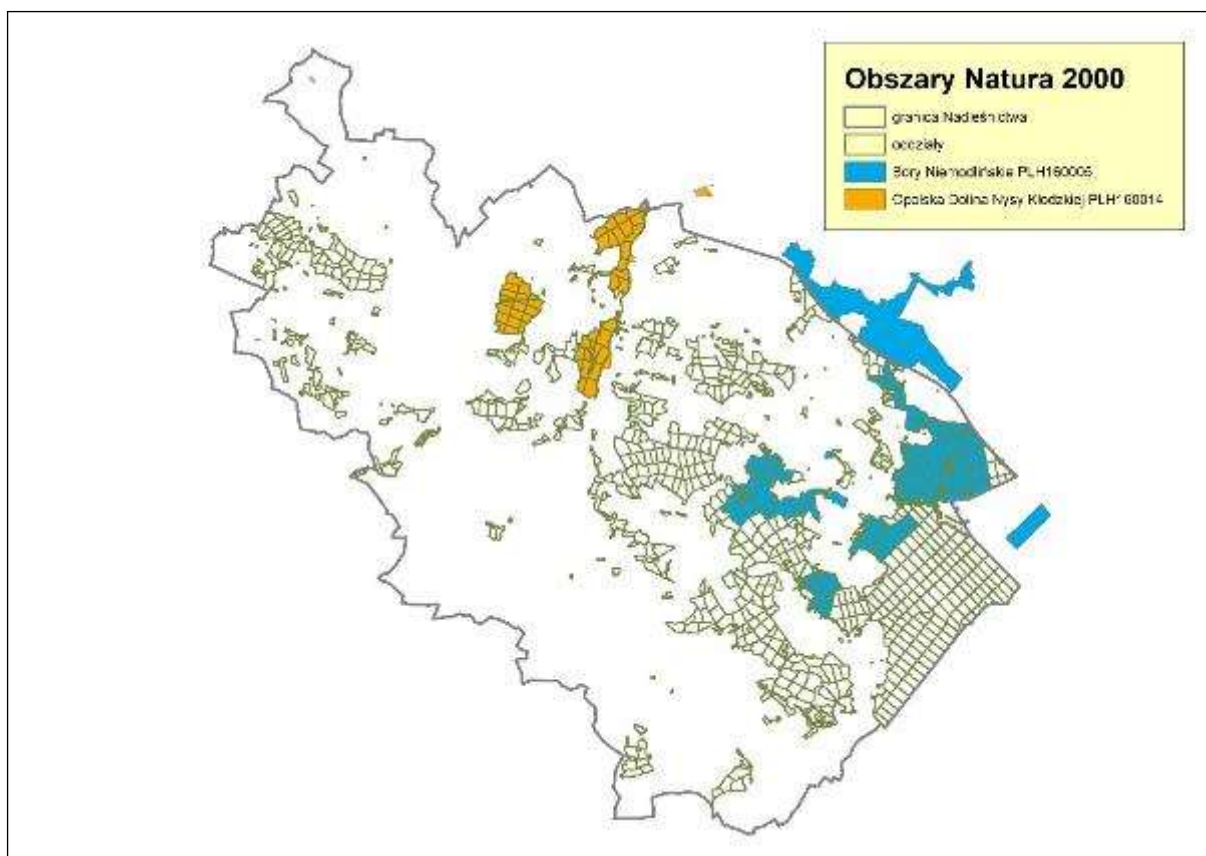 Obszary Natura 2000
granica Nadleśnictwa
oddziały
Bory Niemodlińskie PLH160005
Opolska Dolina Nysy Kłodzkiej PLH160014